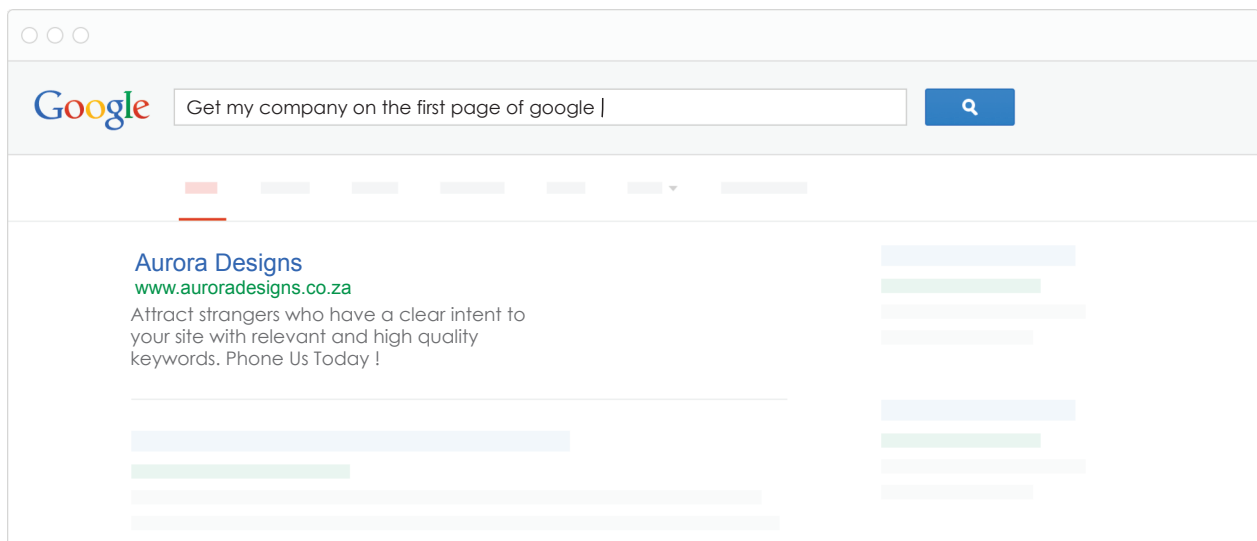 Google
Get my company on the first page of google
Aurora Designs
www.auroradesigns.co.za
Attract strangers who have a clear intent to
your site with relevant and high quality
keywords. Phone Us Today !